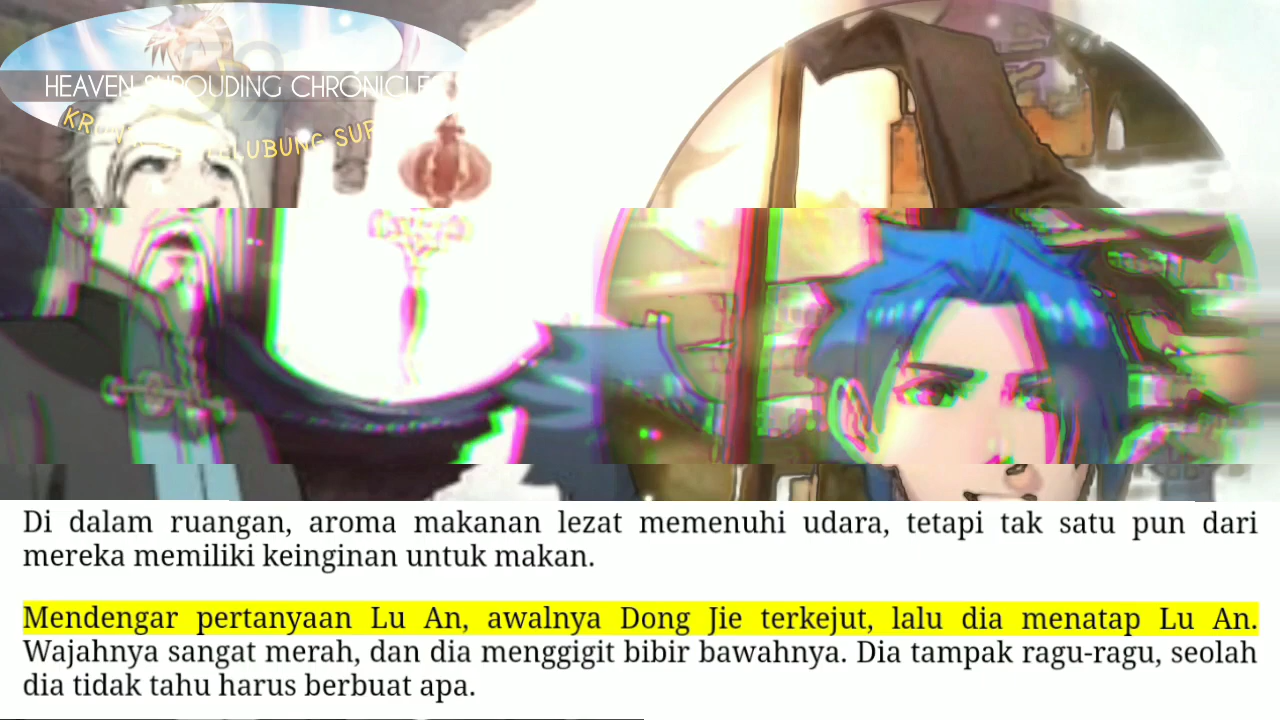 HEAVEN SHROUDING CHRONICLE
Di dalam ruangan, aroma makanan lezat memenuhi udara, tetapi tak satu pun dari
mereka memiliki keinginan untuk makan.
Mendengar pertanyaan Lu An, awalnya Dong Jie terkejut, lalu dia menatap Lu An.
Wajahnya sangat merah, dan dia menggigit bibir bawahnya. Dia tampak ragu-ragu, seolah
dia tidak tahu harus berbuat apa.